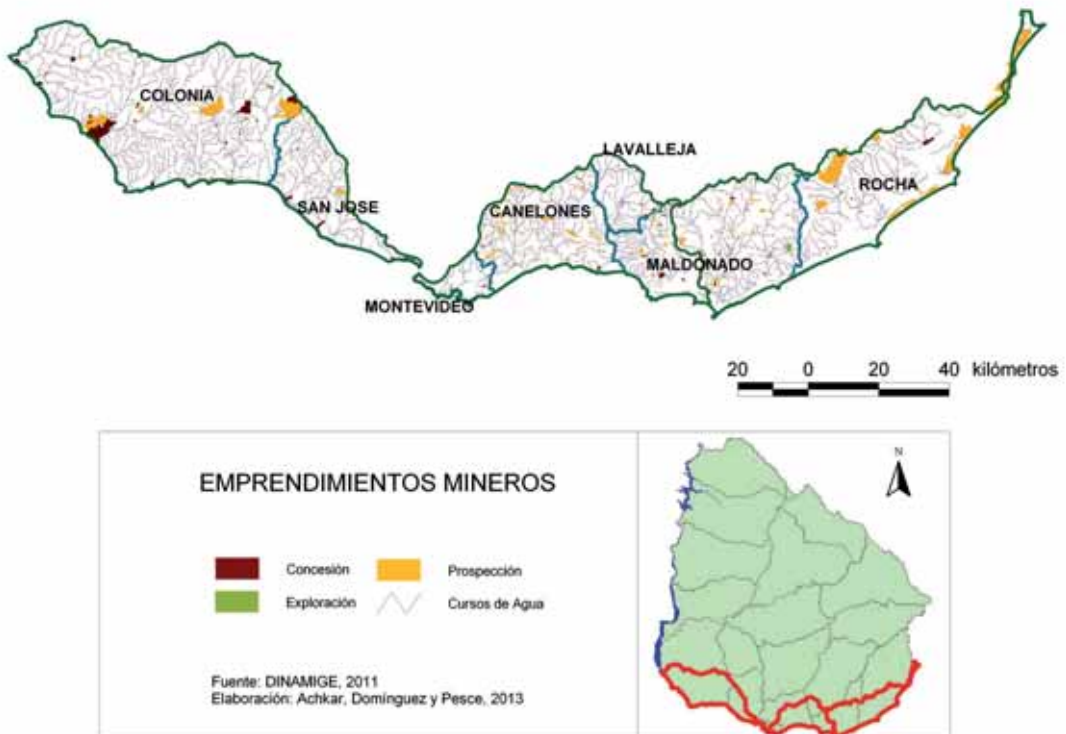 COLONIA
LAVALLEJA
ROCHA
SAN JOSE
CANELONES
MALDONADO
MONTEVIDEO
20 0 20 40 kilómetros
EMPRENDIMIENTOS MINEROS
N
Concesión Prospección
Exploración Cursos de Agua
Fuente: DINAMIGE, 2011
Elaboración: Achkar, Domínguez y Pesce, 2013